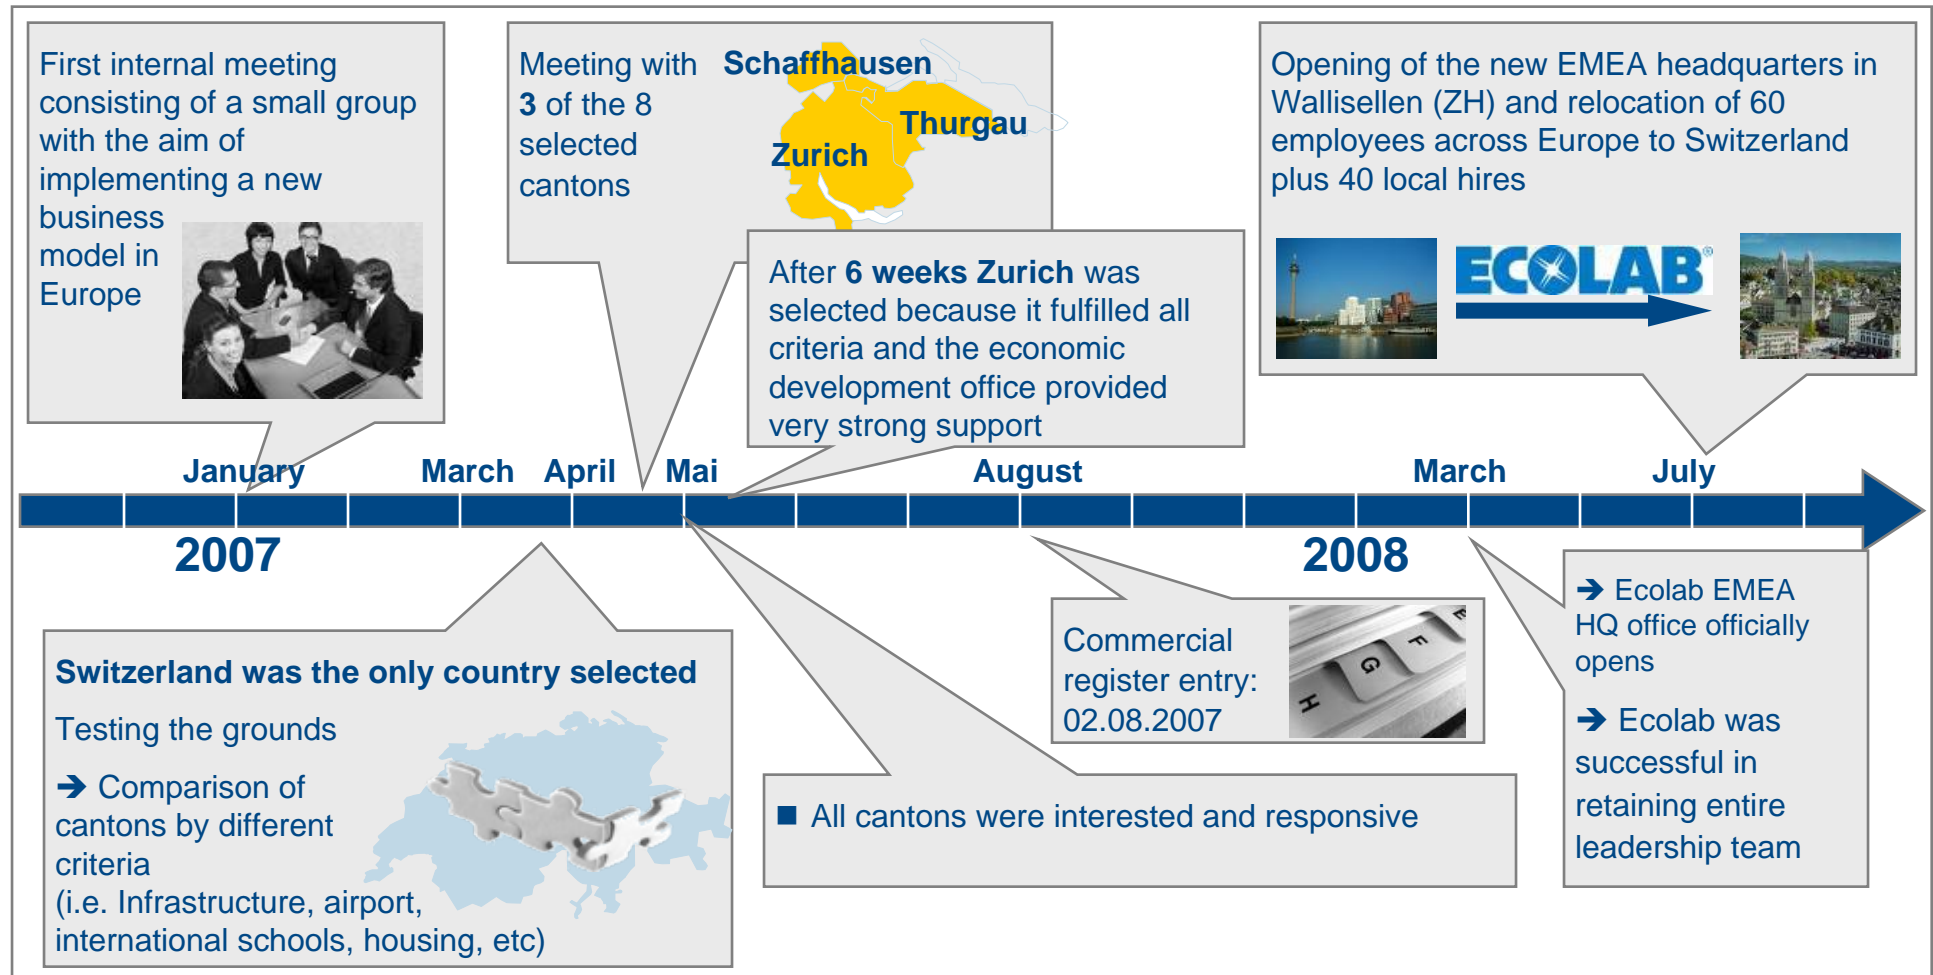 First internal meeting
consisting of a small group
with the aim of
implementing a new
business
model in
Europe
Meeting with
3 of the 8
selected
cantons
Schaffhausen
Thurgau
Zurich
After 6 weeks Zurich was
selected because it fulfilled all
criteria and the economic
development office provided
very strong support
Opening of the new EMEA headquarters in
Wallisellen (ZH) and relocation of 60
employees across Europe to Switzerland
plus 40 local hires
ECOLAB®
January March April Mai August March July
2007 2008
Switzerland was the only country selected
Testing the grounds
➔ Comparison of
cantons by different
criteria
(i.e. Infrastructure, airport,
international schools, housing, etc)
■ All cantons were interested and responsive
Commercial
register entry:
02.08.2007
H G F E
➔ Ecolab EMEA
HQ office officially
opens
➔ Ecolab was
successful in
retaining entire
leadership team